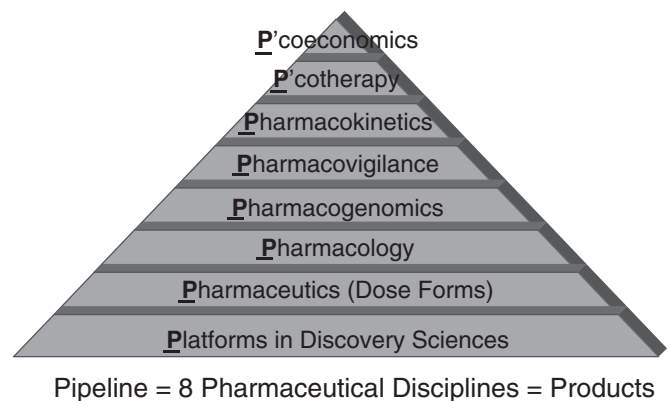 P'coeconomics
P'cotherapy
Pharmacokinetics
Pharmacovigilance
Pharmacogenomics
Pharmacology
Pharmaceutics (Dose Forms)
Platforms in Discovery Sciences
Pipeline = 8 Pharmaceutical Disciplines = Products